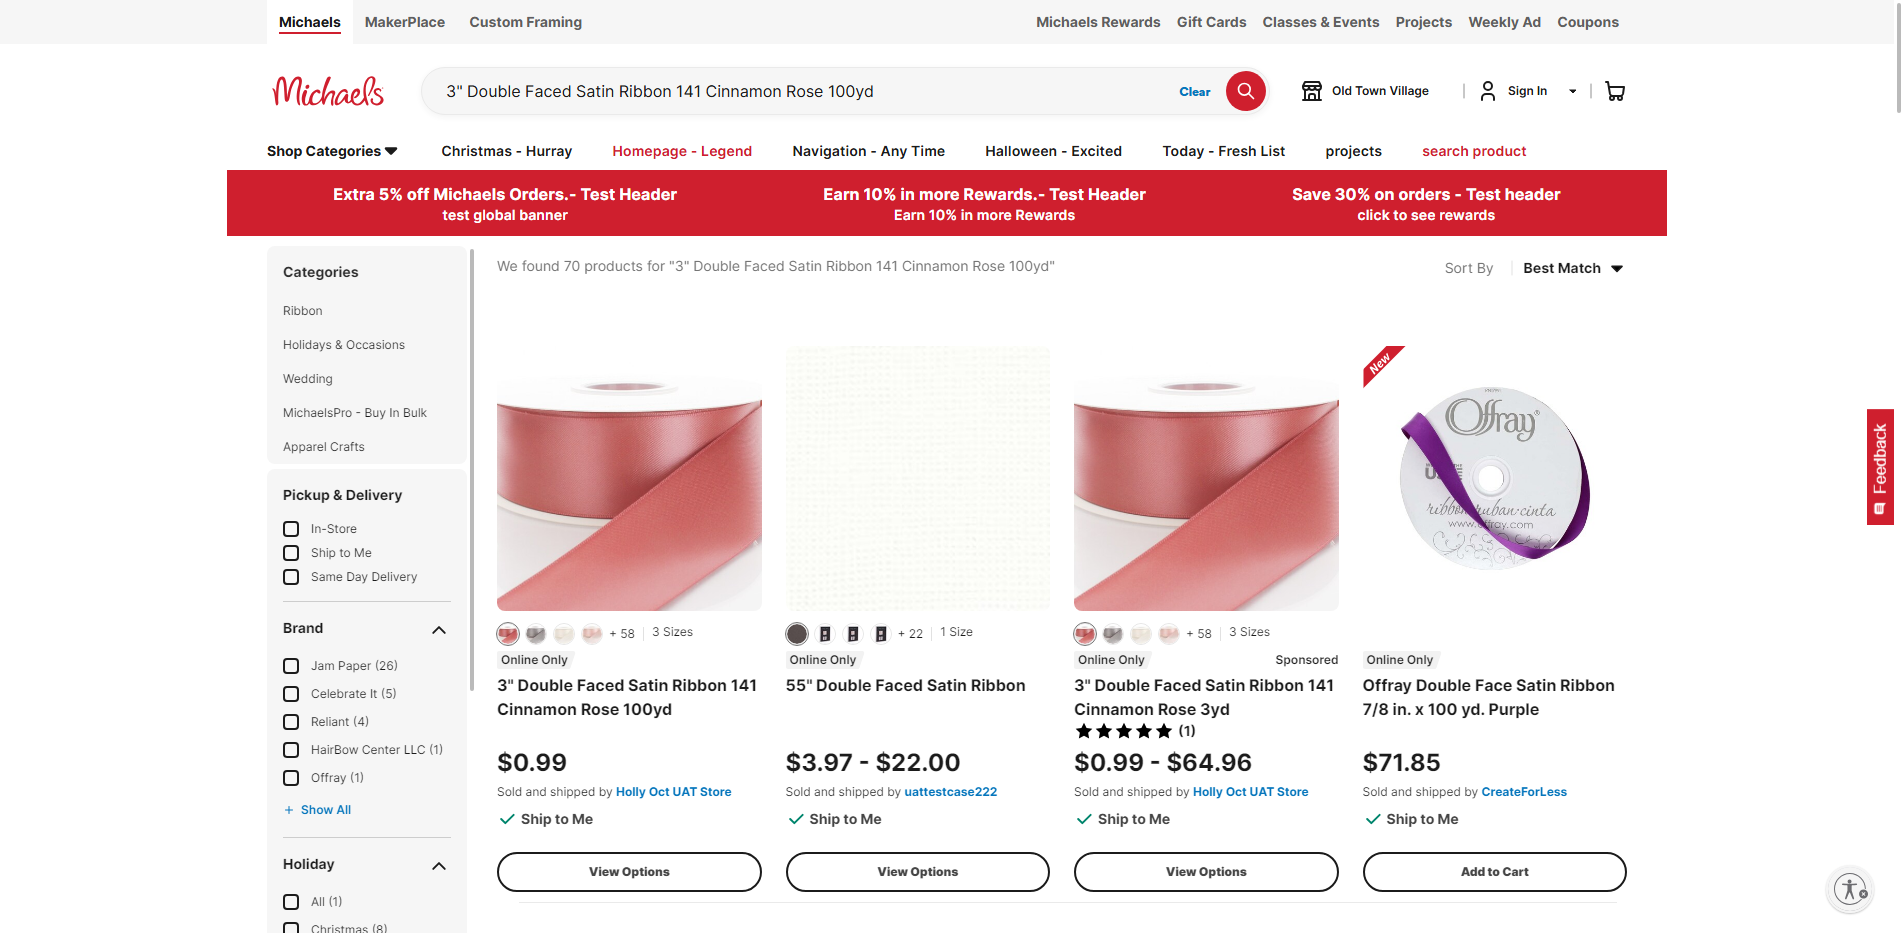 Michaels
MakerPlace
Custom Framing
Michaels Rewards
Gift Cards
Classes & Events
Projects
Weekly Ad
Coupons
Michaels
3" Double Faced Satin Ribbon 141 Cinnamon Rose 100yd
Clear
Old Town Village
Sign In
Shop Categories
Christmas - Hurray
Homepage - Legend
Navigation - Any Time
Halloween - Excited
Today - Fresh List
projects
search product
Extra 5% off Michaels Orders.- Test Header
test global banner
Earn 10% in more Rewards.- Test Header
Earn 10% in more Rewards
Save 30% on orders - Test header
click to see rewards
Categories
Ribbon
Holidays & Occasions
Wedding
MichaelsPro - Buy In Bulk
Apparel Crafts
Pickup & Delivery
In-Store
Ship to Me
Same Day Delivery
Brand
Jam Paper (26)
Celebrate It (5)
Reliant (4)
HairBow Center LLC (1)
Offray (1)
+ Show All
Holiday
All (1)
Christmas (8)
We found 70 products for "3" Double Faced Satin Ribbon 141 Cinnamon Rose 100yd"
Sort By
Best Match
+ 58
3 Sizes
Online Only
3" Double Faced Satin Ribbon 141
Cinnamon Rose 100yd
$0.99
Sold and shipped by Holly Oct UAT Store
Ship to Me
View Options
+ 22
1 Size
Online Only
55" Double Faced Satin Ribbon
$3.97 - $22.00
Sold and shipped by uattestcase222
Ship to Me
View Options
+ 58
3 Sizes
Online Only
Sponsored
3" Double Faced Satin Ribbon 141
Cinnamon Rose 3yd
(1)
$0.99 - $64.96
Sold and shipped by Holly Oct UAT Store
Ship to Me
View Options
New
Offray
ribbon·ruban·cinta
www.offray.com
Online Only
Offray Double Face Satin Ribbon
7/8 in. x 100 yd. Purple
$71.85
Sold and shipped by CreateForLess
Ship to Me
Add to Cart
Feedback